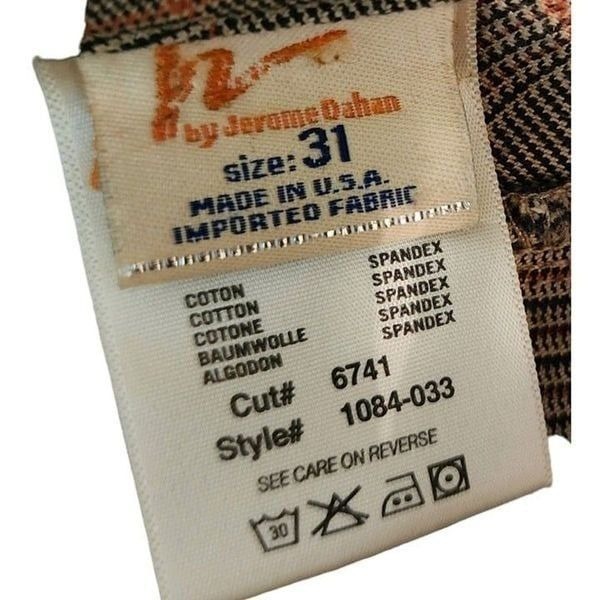 by Jerome Dahan
size: 31
MADE IN U.S.A.
IMPORTED FABRIC
COTON SPANDEX
COTTON SPANDEX
COTONE SPANDEX
BAUMWOLLE SPANDEX
ALGODON SPANDEX
Cut# 6741
Style# 1084-033
SEE CARE ON REVERSE
30